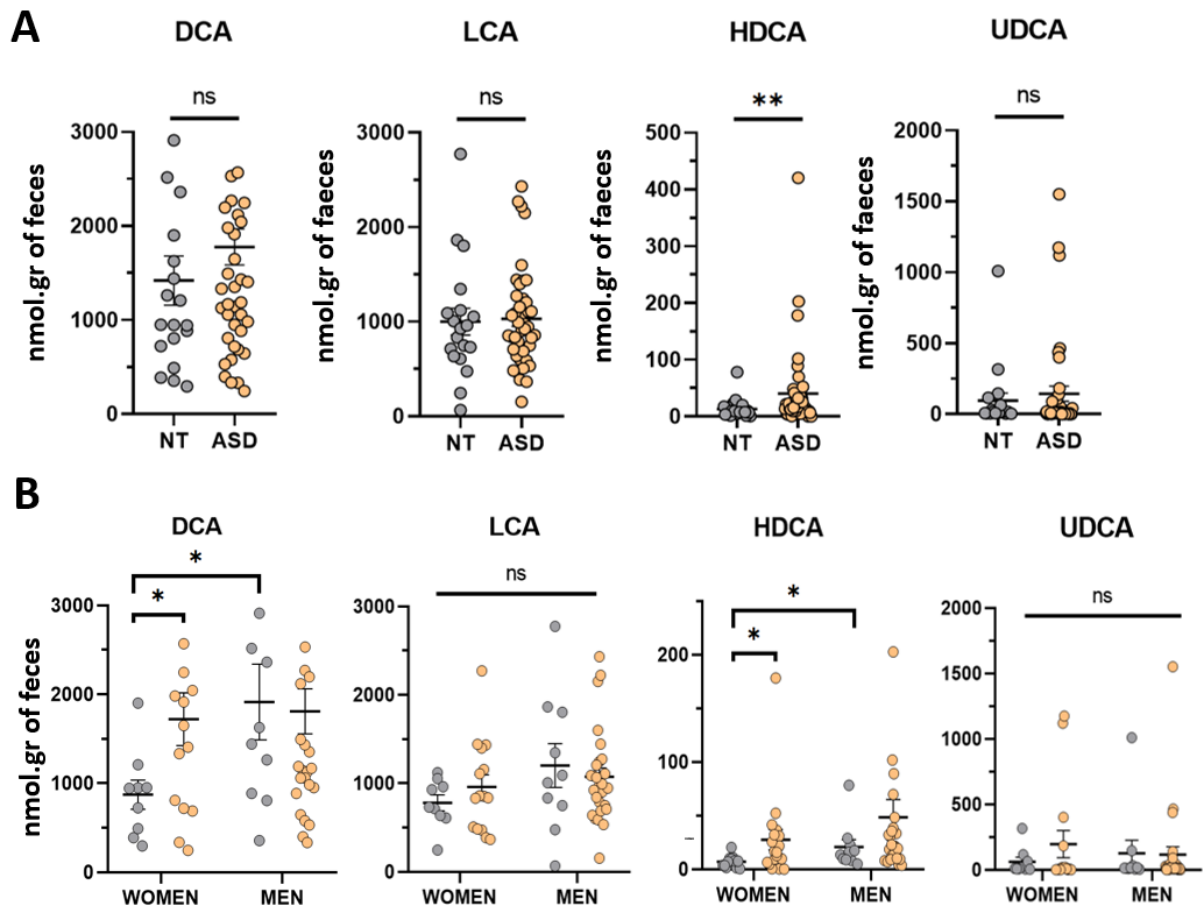 A
DCA
LCA
HDCA
UDCA
ns
ns
**
ns
nmol.gr of feces
3000
2000
1000
0
NT ASD
nmol.gr of faeces
3000
2000
1000
0
NT ASD
nmol.gr of faeces
500
400
300
200
100
0
NT ASD
nmol.gr of faeces
2000
1500
1000
500
0
NT ASD
B
DCA
LCA
HDCA
UDCA
*
*
ns
*
*
ns
nmol.gr of feces
3000
2000
1000
0
WOMEN MEN
3000
2000
1000
0
WOMEN MEN
200
100
0
WOMEN MEN
2000
1500
1000
500
0
WOMEN MEN